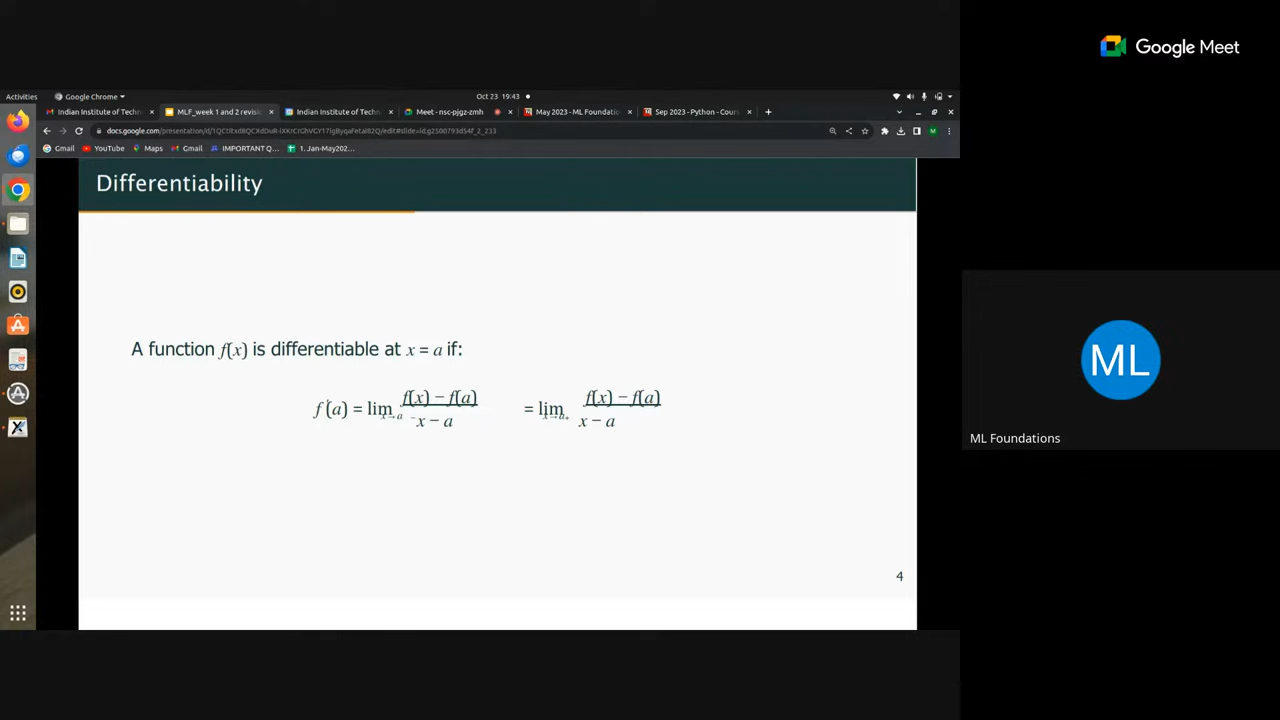 Google Meet
Activities
Google Chrome
Oct 23 19:43
Indian Institute of Techn
MLF_week 1 and 2 revisi
Indian Institute of Techn
Meet - nsc-pjgz-zmh
May 2023 - ML Foundatio
Sep 2023 - Python - Cours
Gmail
YouTube
Maps
Gmail
IMPORTANT Q...
1. Jan-May202...
Differentiability
A function f(x) is differentiable at x = a if:
f′(a) = lim x→a⁻ f(x) − f(a) / x − a = lim x→a₊ f(x) − f(a) / x − a
4
ML
ML Foundations